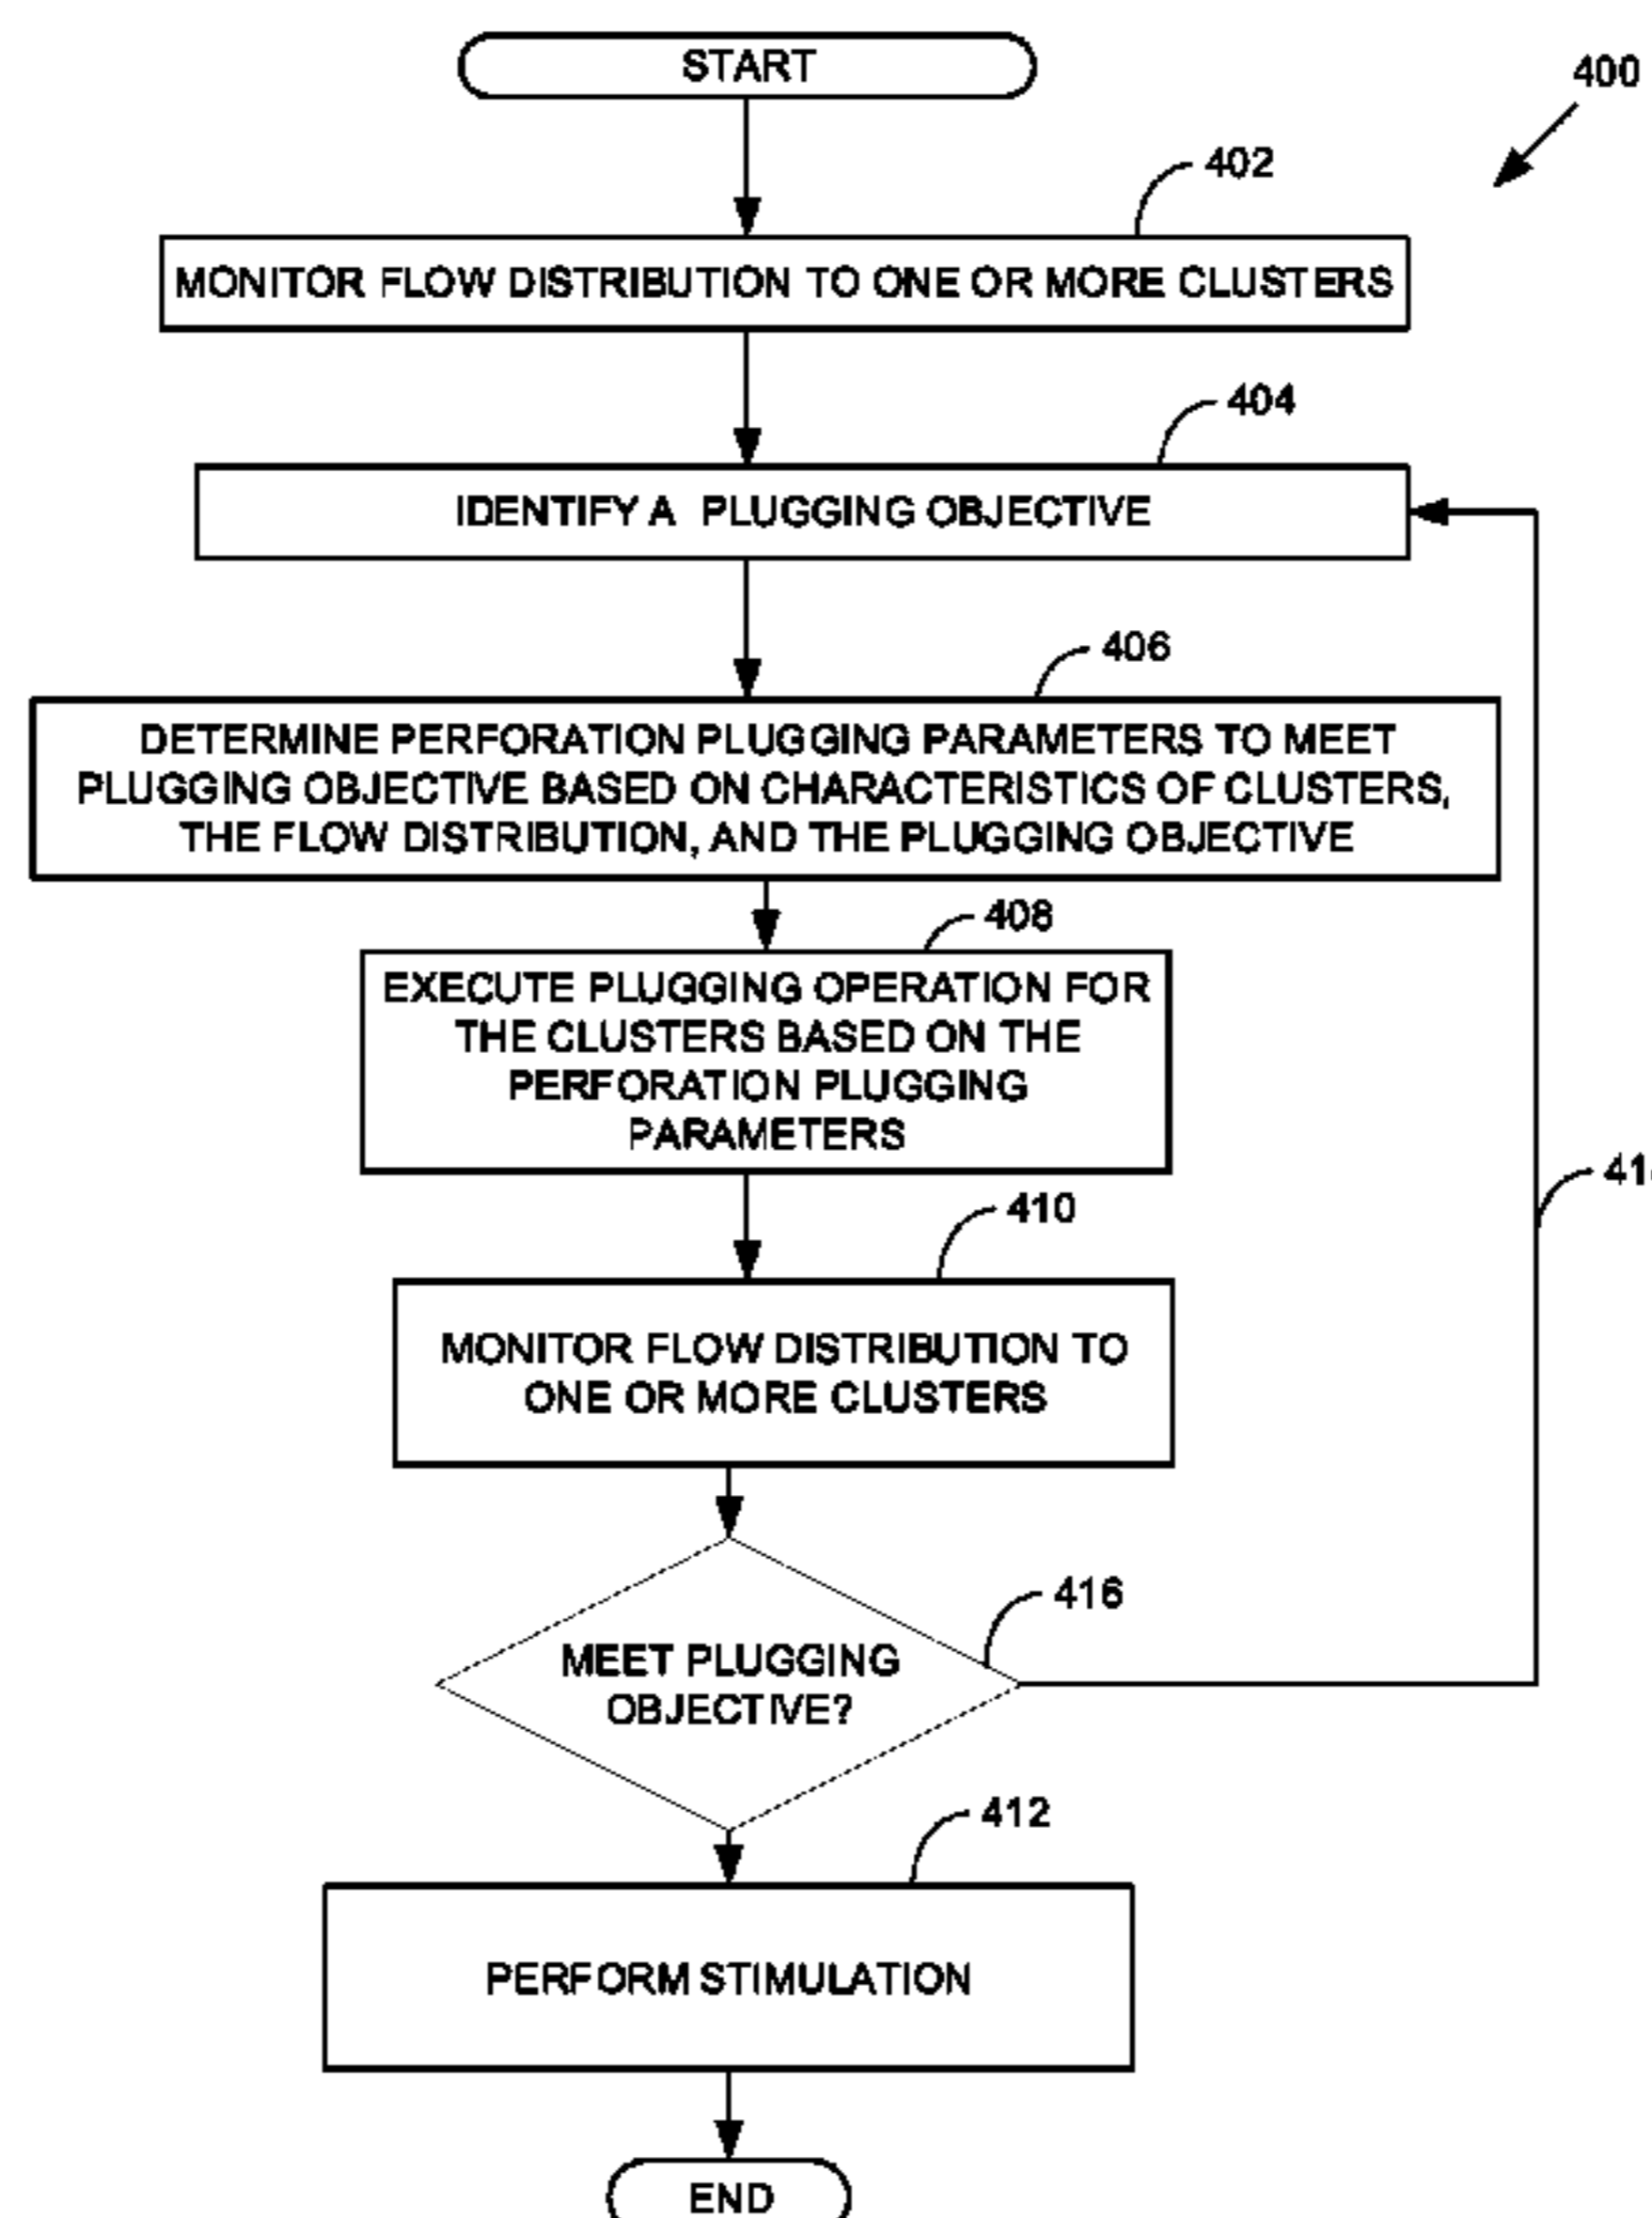 START
400
402
MONITOR FLOW DISTRIBUTION TO ONE OR MORE CLUSTERS
404
IDENTIFY A PLUGGING OBJECTIVE
406
DETERMINE PERFORATION PLUGGING PARAMETERS TO MEET
PLUGGING OBJECTIVE BASED ON CHARACTERISTICS OF CLUSTERS,
THE FLOW DISTRIBUTION, AND THE PLUGGING OBJECTIVE
408
EXECUTE PLUGGING OPERATION FOR
THE CLUSTERS BASED ON THE
PERFORATION PLUGGING
PARAMETERS
410
MONITOR FLOW DISTRIBUTION TO
ONE OR MORE CLUSTERS
416
MEET PLUGGING
OBJECTIVE?
412
PERFORM STIMULATION
END